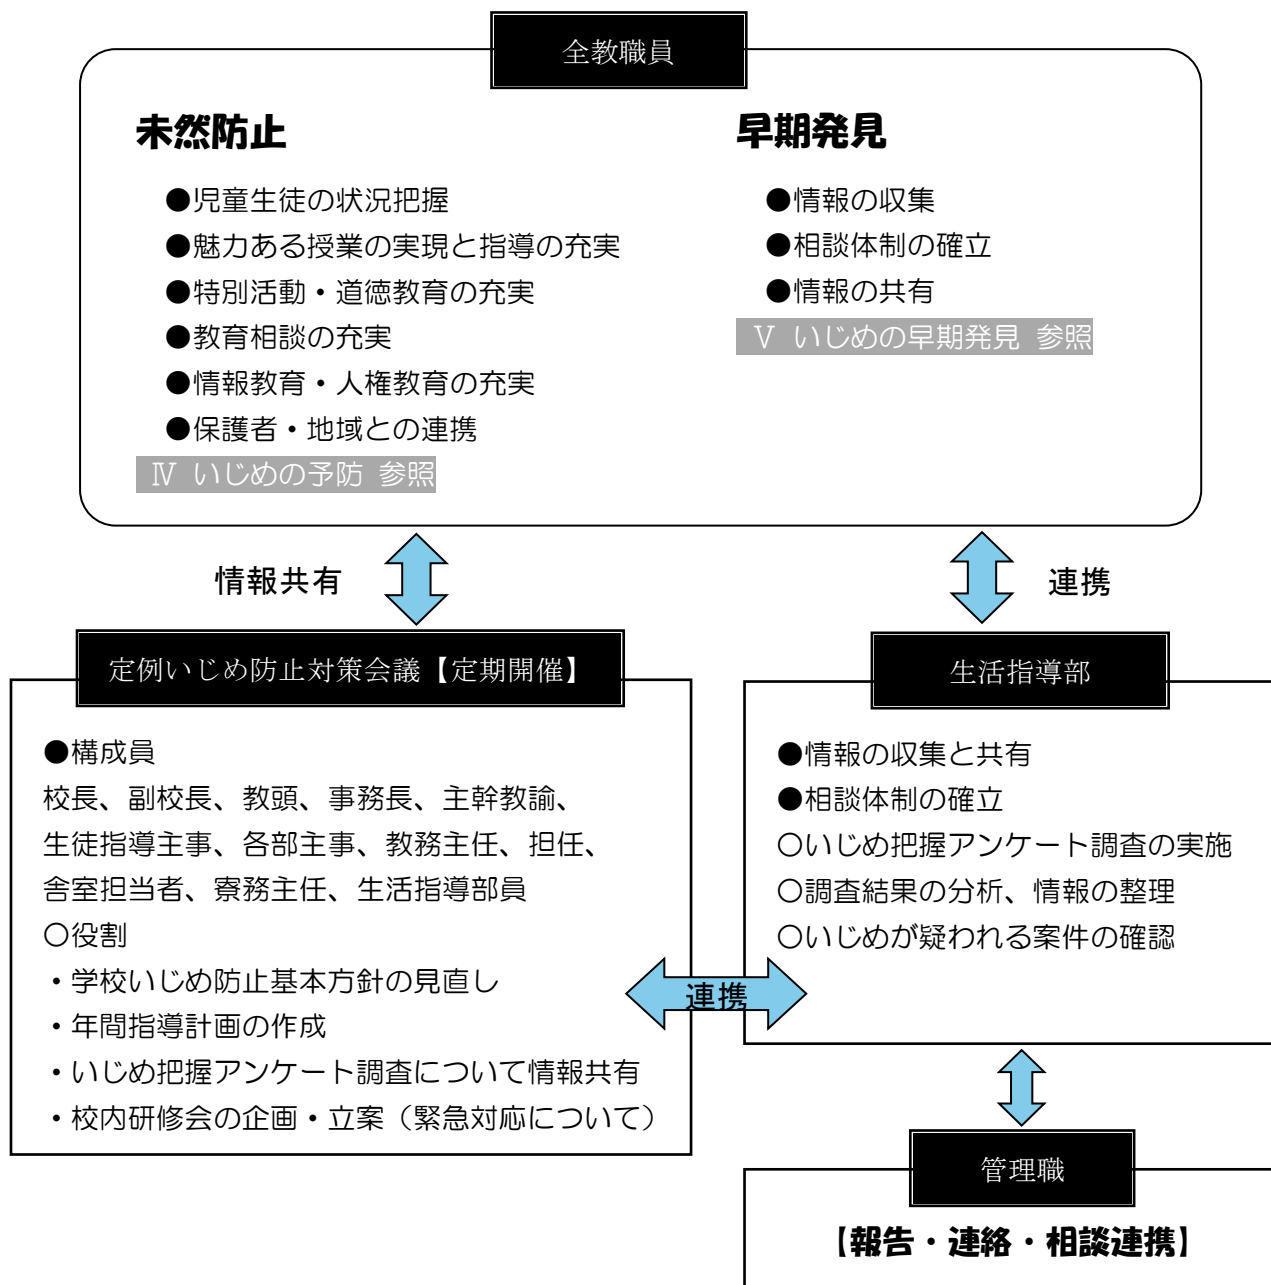 全教職員
未然防止
●児童生徒の状況把握
●魅力ある授業の実現と指導の充実
●特別活動・道徳教育の充実
●教育相談の充実
●情報教育・人権教育の充実
●保護者・地域との連携
Ⅳ いじめの予防 参照
早期発見
●情報の収集
●相談体制の確立
●情報の共有
Ⅴ いじめの早期発見 参照
情報共有
連携
定例いじめ防止対策会議【定期開催】
●構成員
校長、副校長、教頭、事務長、主幹教諭、
生徒指導主事、各部主事、教務主任、担任、
舎室担当者、寮務主任、生活指導部員
○役割
・学校いじめ防止基本方針の見直し
・年間指導計画の作成
・いじめ把握アンケート調査について情報共有
・校内研修会の企画・立案（緊急対応について）
連携
生活指導部
●情報の収集と共有
●相談体制の確立
○いじめ把握アンケート調査の実施
○調査結果の分析、情報の整理
○いじめが疑われる案件の確認
管理職
【報告・連絡・相談連携】